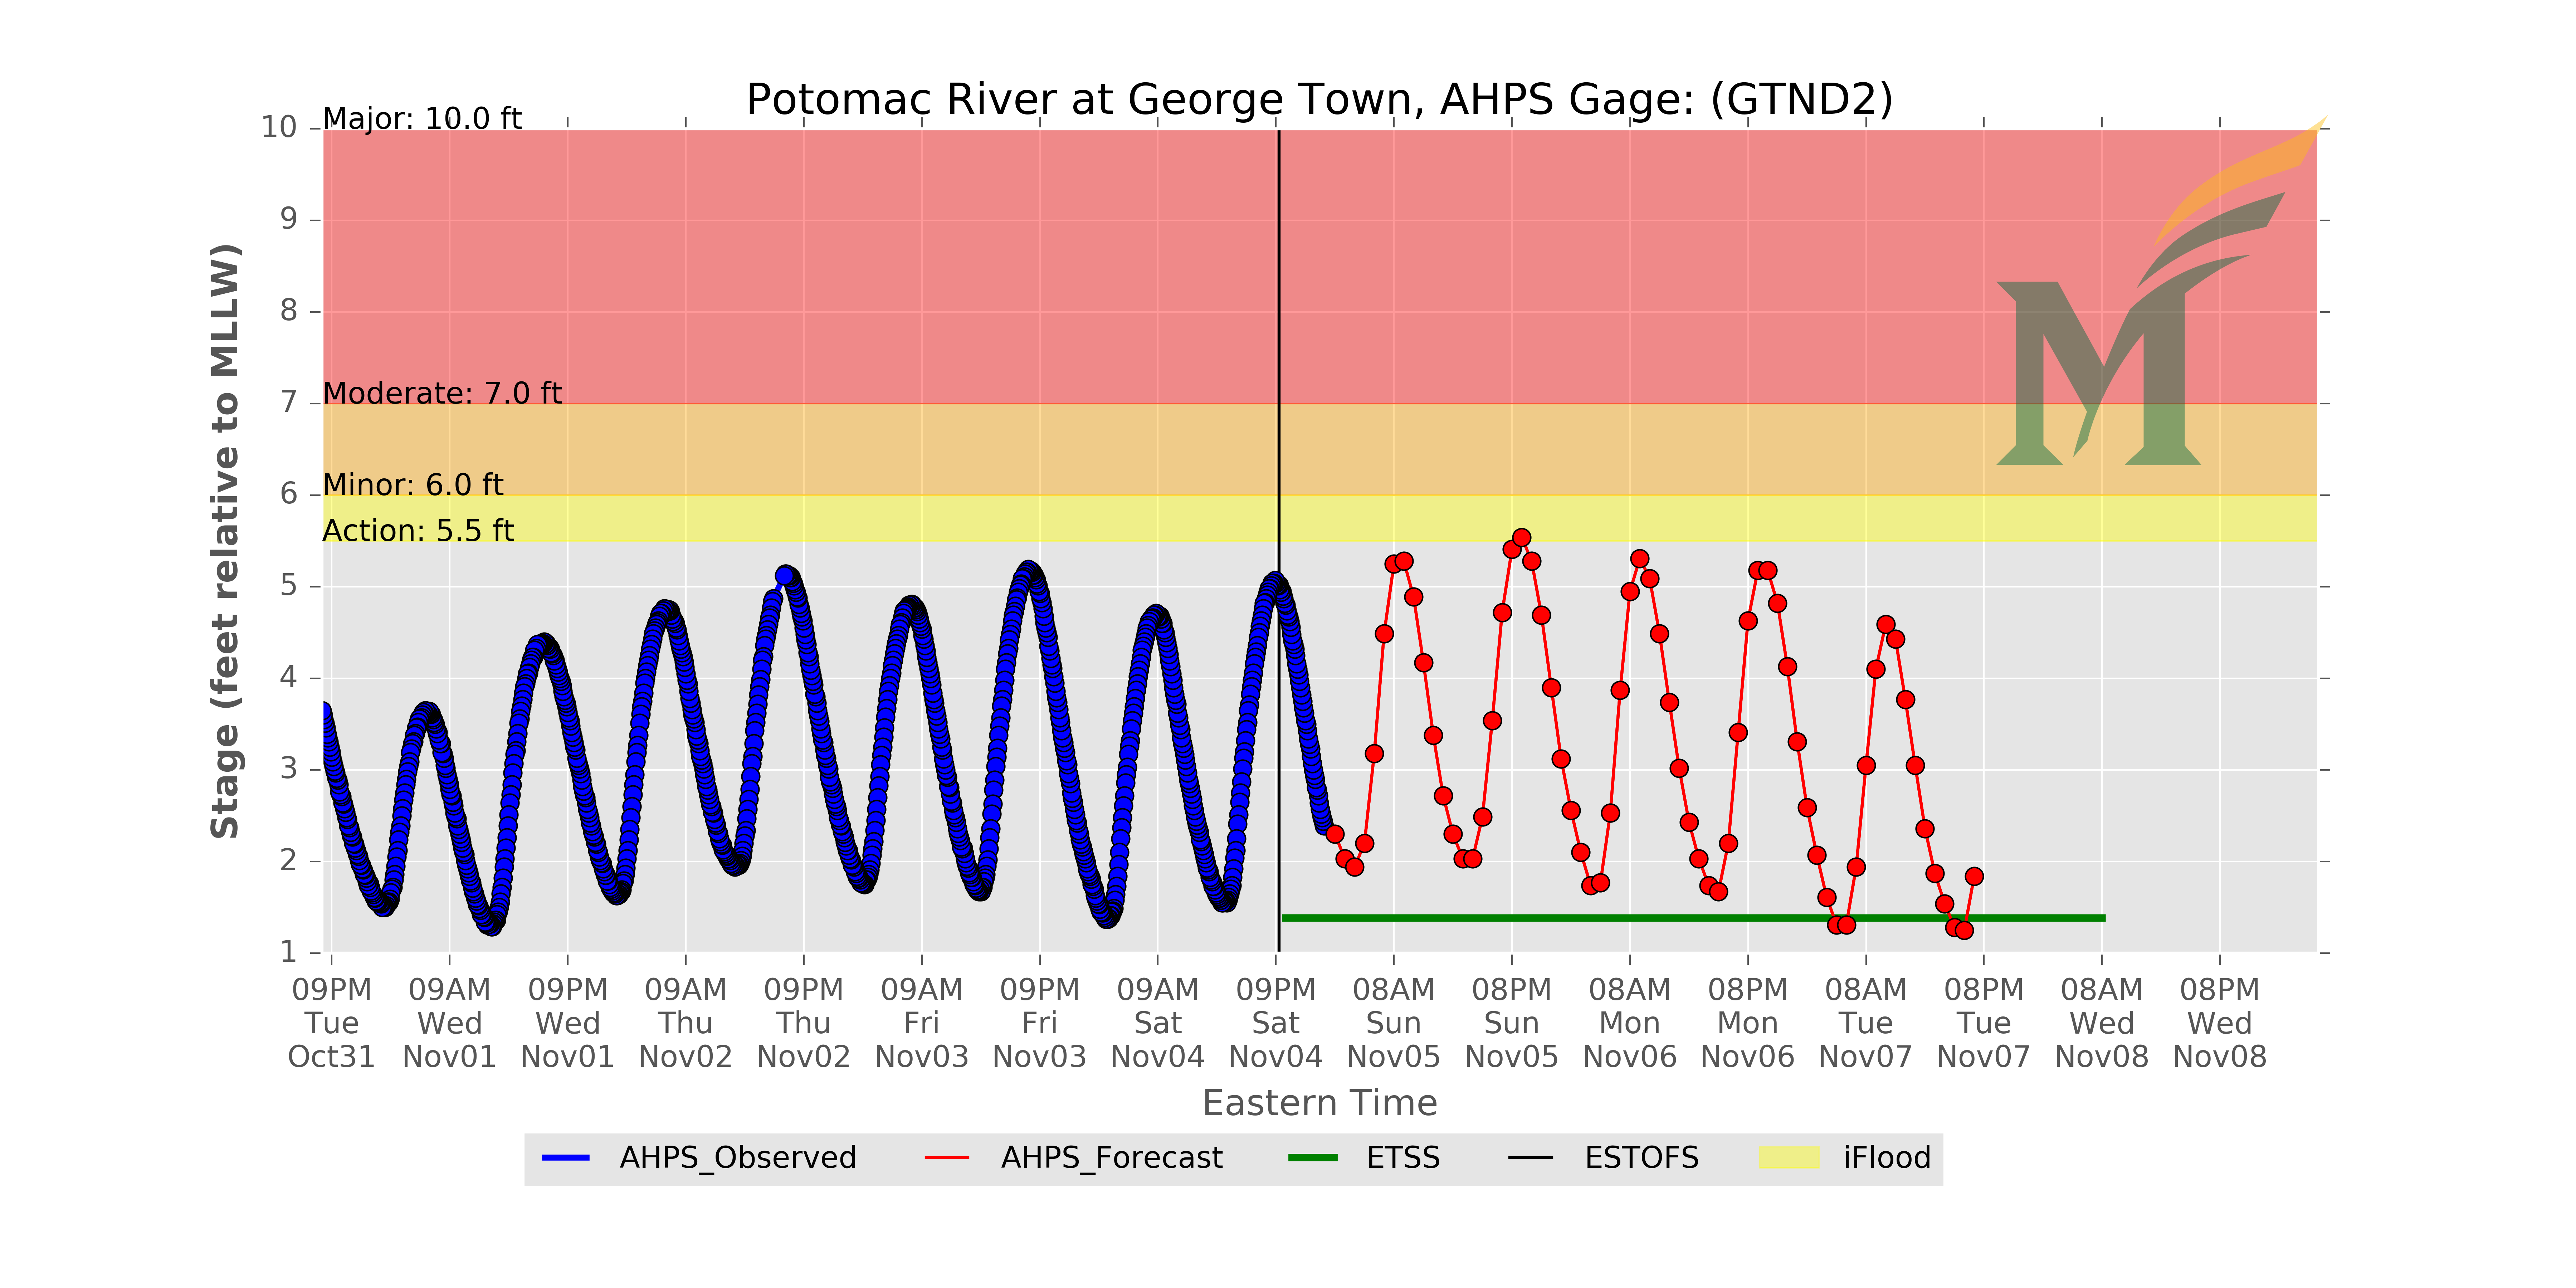 Potomac River at George Town, AHPS Gage: (GTND2)
Major: 10.0 ft
Moderate: 7.0 ft
Minor: 6.0 ft
Action: 5.5 ft
Stage (feet relative to MLLW)
10
9
8
7
6
5
4
3
2
1
09PM 09AM 09PM 09AM 09PM 09AM 09PM 09AM 09PM 08AM 08PM 08AM 08PM 08AM 08PM 08AM 08PM
Tue Wed Wed Thu Thu Fri Fri Sat Sat Sun Sun Mon Mon Tue Tue Wed Wed
Oct31 Nov01 Nov01 Nov02 Nov02 Nov03 Nov03 Nov04 Nov04 Nov05 Nov05 Nov06 Nov06 Nov07 Nov07 Nov08 Nov08
Eastern Time
AHPS_Observed AHPS_Forecast ETSS ESTOFS iFlood
M